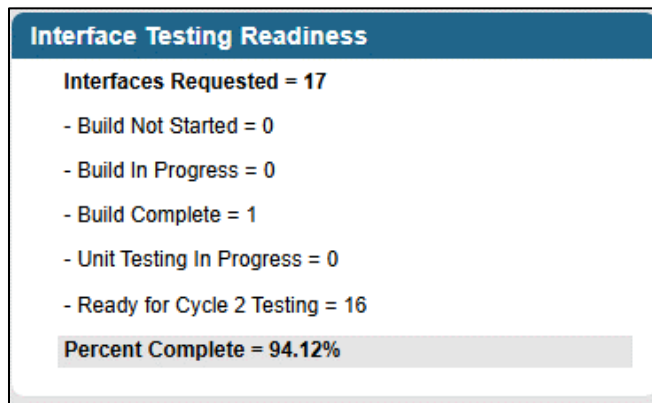 Interface Testing Readiness
Interfaces Requested = 17
- Build Not Started = 0
- Build In Progress = 0
- Build Complete = 1
- Unit Testing In Progress = 0
- Ready for Cycle 2 Testing = 16
Percent Complete = 94.12%